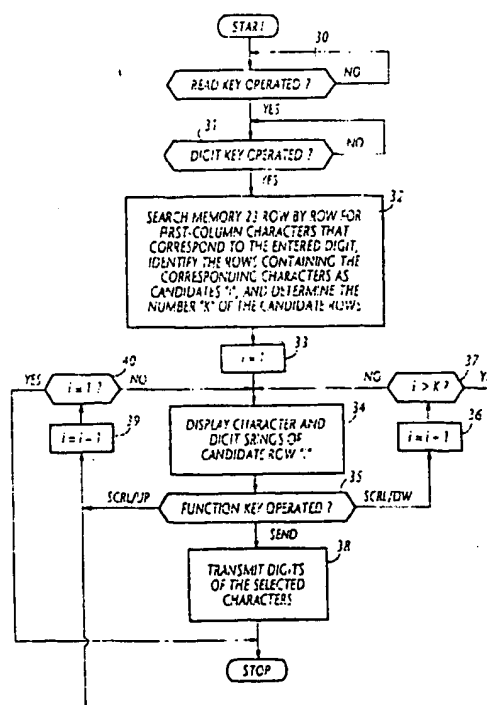 START
30
READ KEY OPERATED ?
NO
YES
31
NO
DIGIT KEY OPERATED ?
YES
32
SEARCH MEMORY 23 ROW BY ROW FOR
FIRST-COLUMN CHARACTERS THAT
CORRESPOND TO THE ENTERED DIGIT,
IDENTIFY THE ROWS CONTAINING THE
CORRESPONDING CHARACTERS AS
CANDIDATES "i", AND DETERMINE THE
NUMBER "K" OF THE CANDIDATE ROWS
33
i = 1
40
YES
i = 1 ?
NO
37
NO
i > K ?
39
i = i - 1
34
DISPLAY CHARACTER AND
DIGIT SRINGS OF
CANDIDATE ROW "i"
36
i = i + 1
35
SCRL/UP
FUNCTION KEY OPERATED ?
SCRL/DW
SEND
38
TRANSMIT DIGITS
OF THE SELECTED
CHARACTERS
STOP